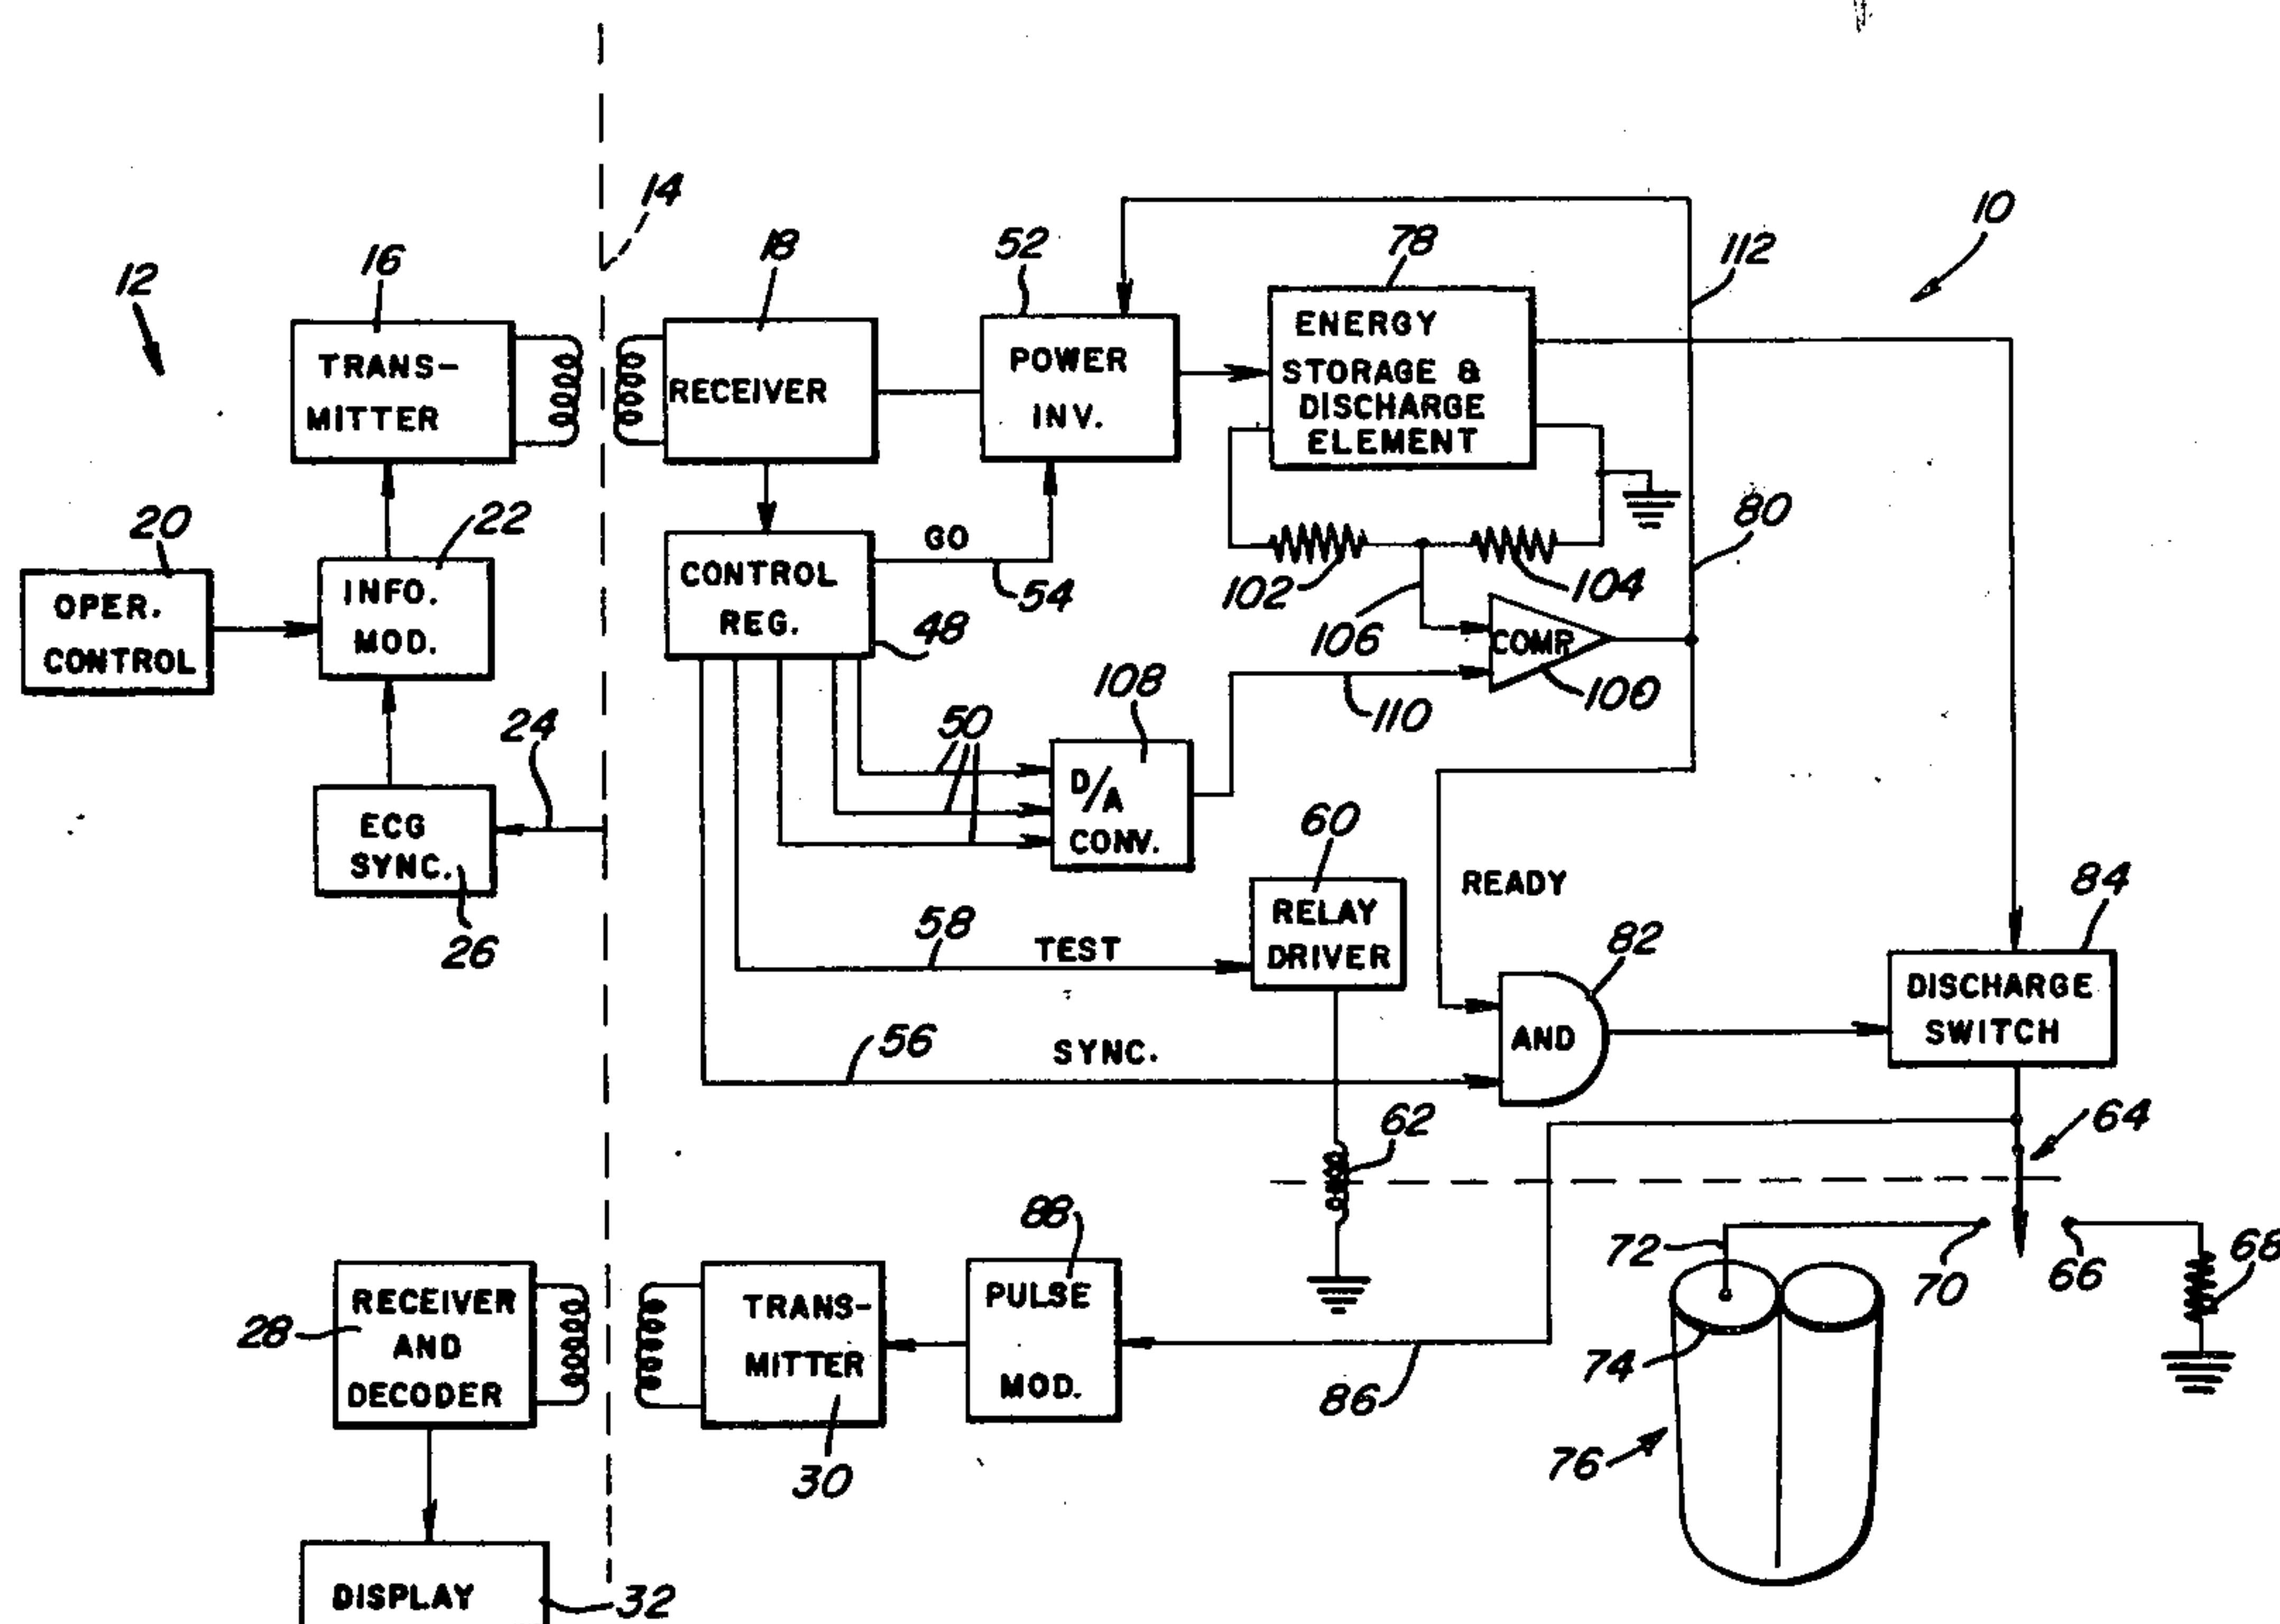 14
10
12
16
18
52
78
112
TRANS-
MITTER
RECEIVER
POWER
INV.
ENERGY
STORAGE &
DISCHARGE
ELEMENT
20
22
GO
54
80
OPER.
CONTROL
INFO.
MOD.
CONTROL
REG.
48
102
104
106
COMP.
100
108
110
24
50
ECG
SYNC.
26
D/A
CONV.
60
READY
84
58
TEST
RELAY
DRIVER
82
DISCHARGE
SWITCH
56
SYNC.
AND
62
64
88
72
70
66
68
28
RECEIVER
AND
DECODER
TRANS-
MITTER
30
PULSE
MOD.
86
74
76
DISPLAY
32